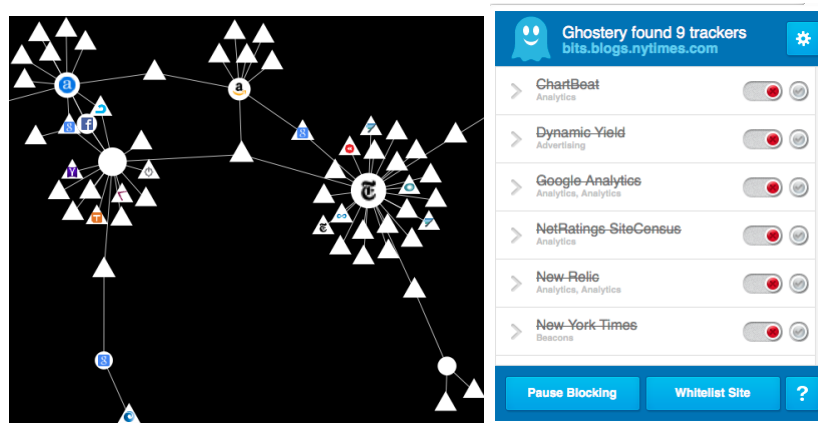 Ghostery found 9 trackers
bits.blogs.nytimes.com
ChartBeat
Analytics
Dynamic Yield
Advertising
Google Analytics
Analytics, Analytics
NetRatings SiteCensus
Analytics
New Relic
Analytics, Analytics
New York Times
Beacons
Pause Blocking
Whitelist Site
?